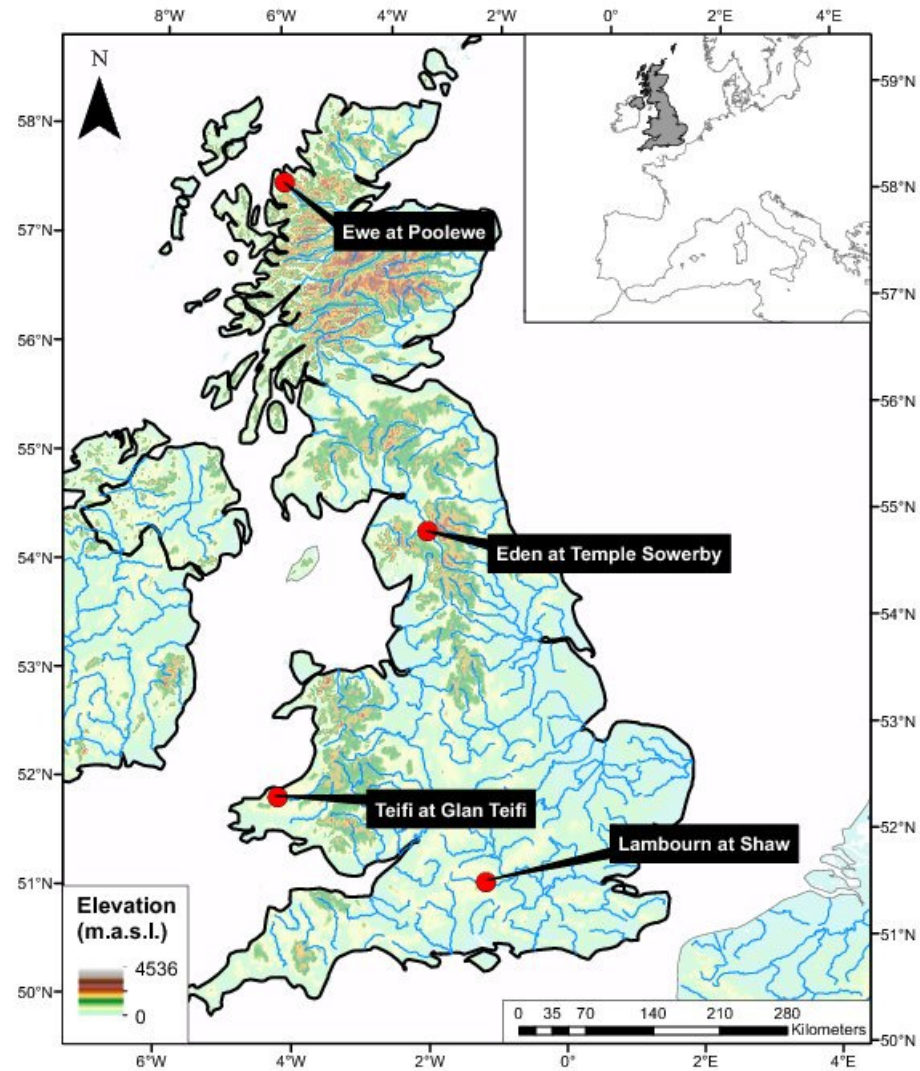 8°W 6°W 4°W 2°W 0° 2°E 4°E
N
59°N
58°N
58°N
57°N
Ewe at Poolewe
57°N
56°N
56°N
55°N
55°N
Eden at Temple Sowerby
54°N
54°N
53°N
53°N
52°N
Teifi at Glan Teifi
52°N
Lambourn at Shaw
51°N
51°N
Elevation
(m.a.s.l.)
4536
0
50°N
0 35 70 140 210 280
Kilometers
50°N
6°W 4°W 2°W 0° 2°E 4°E